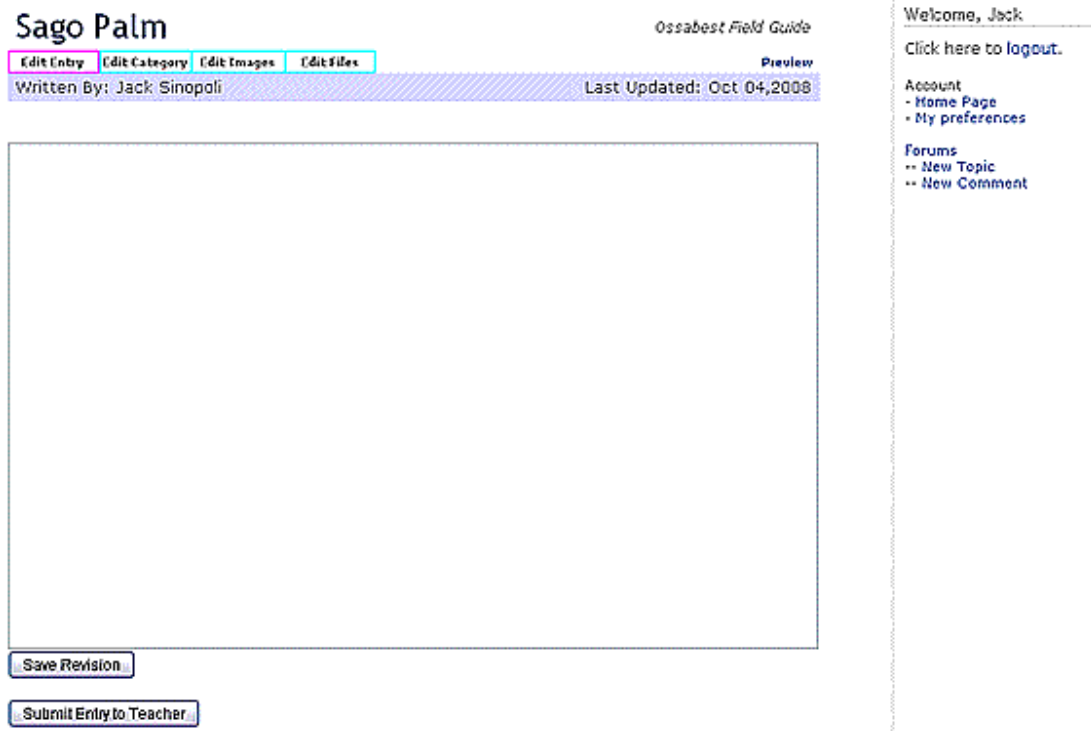 Sago Palm
Ossabest Field Guide
Edit Entry Edit Category Edit Images Edit Files Preview
Written By: Jack Sinopoli Last Updated: Oct 04,2008
Save Revision
Submit Entry to Teacher
Welcome, Jack
Click here to logout.
Account
- Home Page
- My preferences
Forums
-- New Topic
-- New Comment